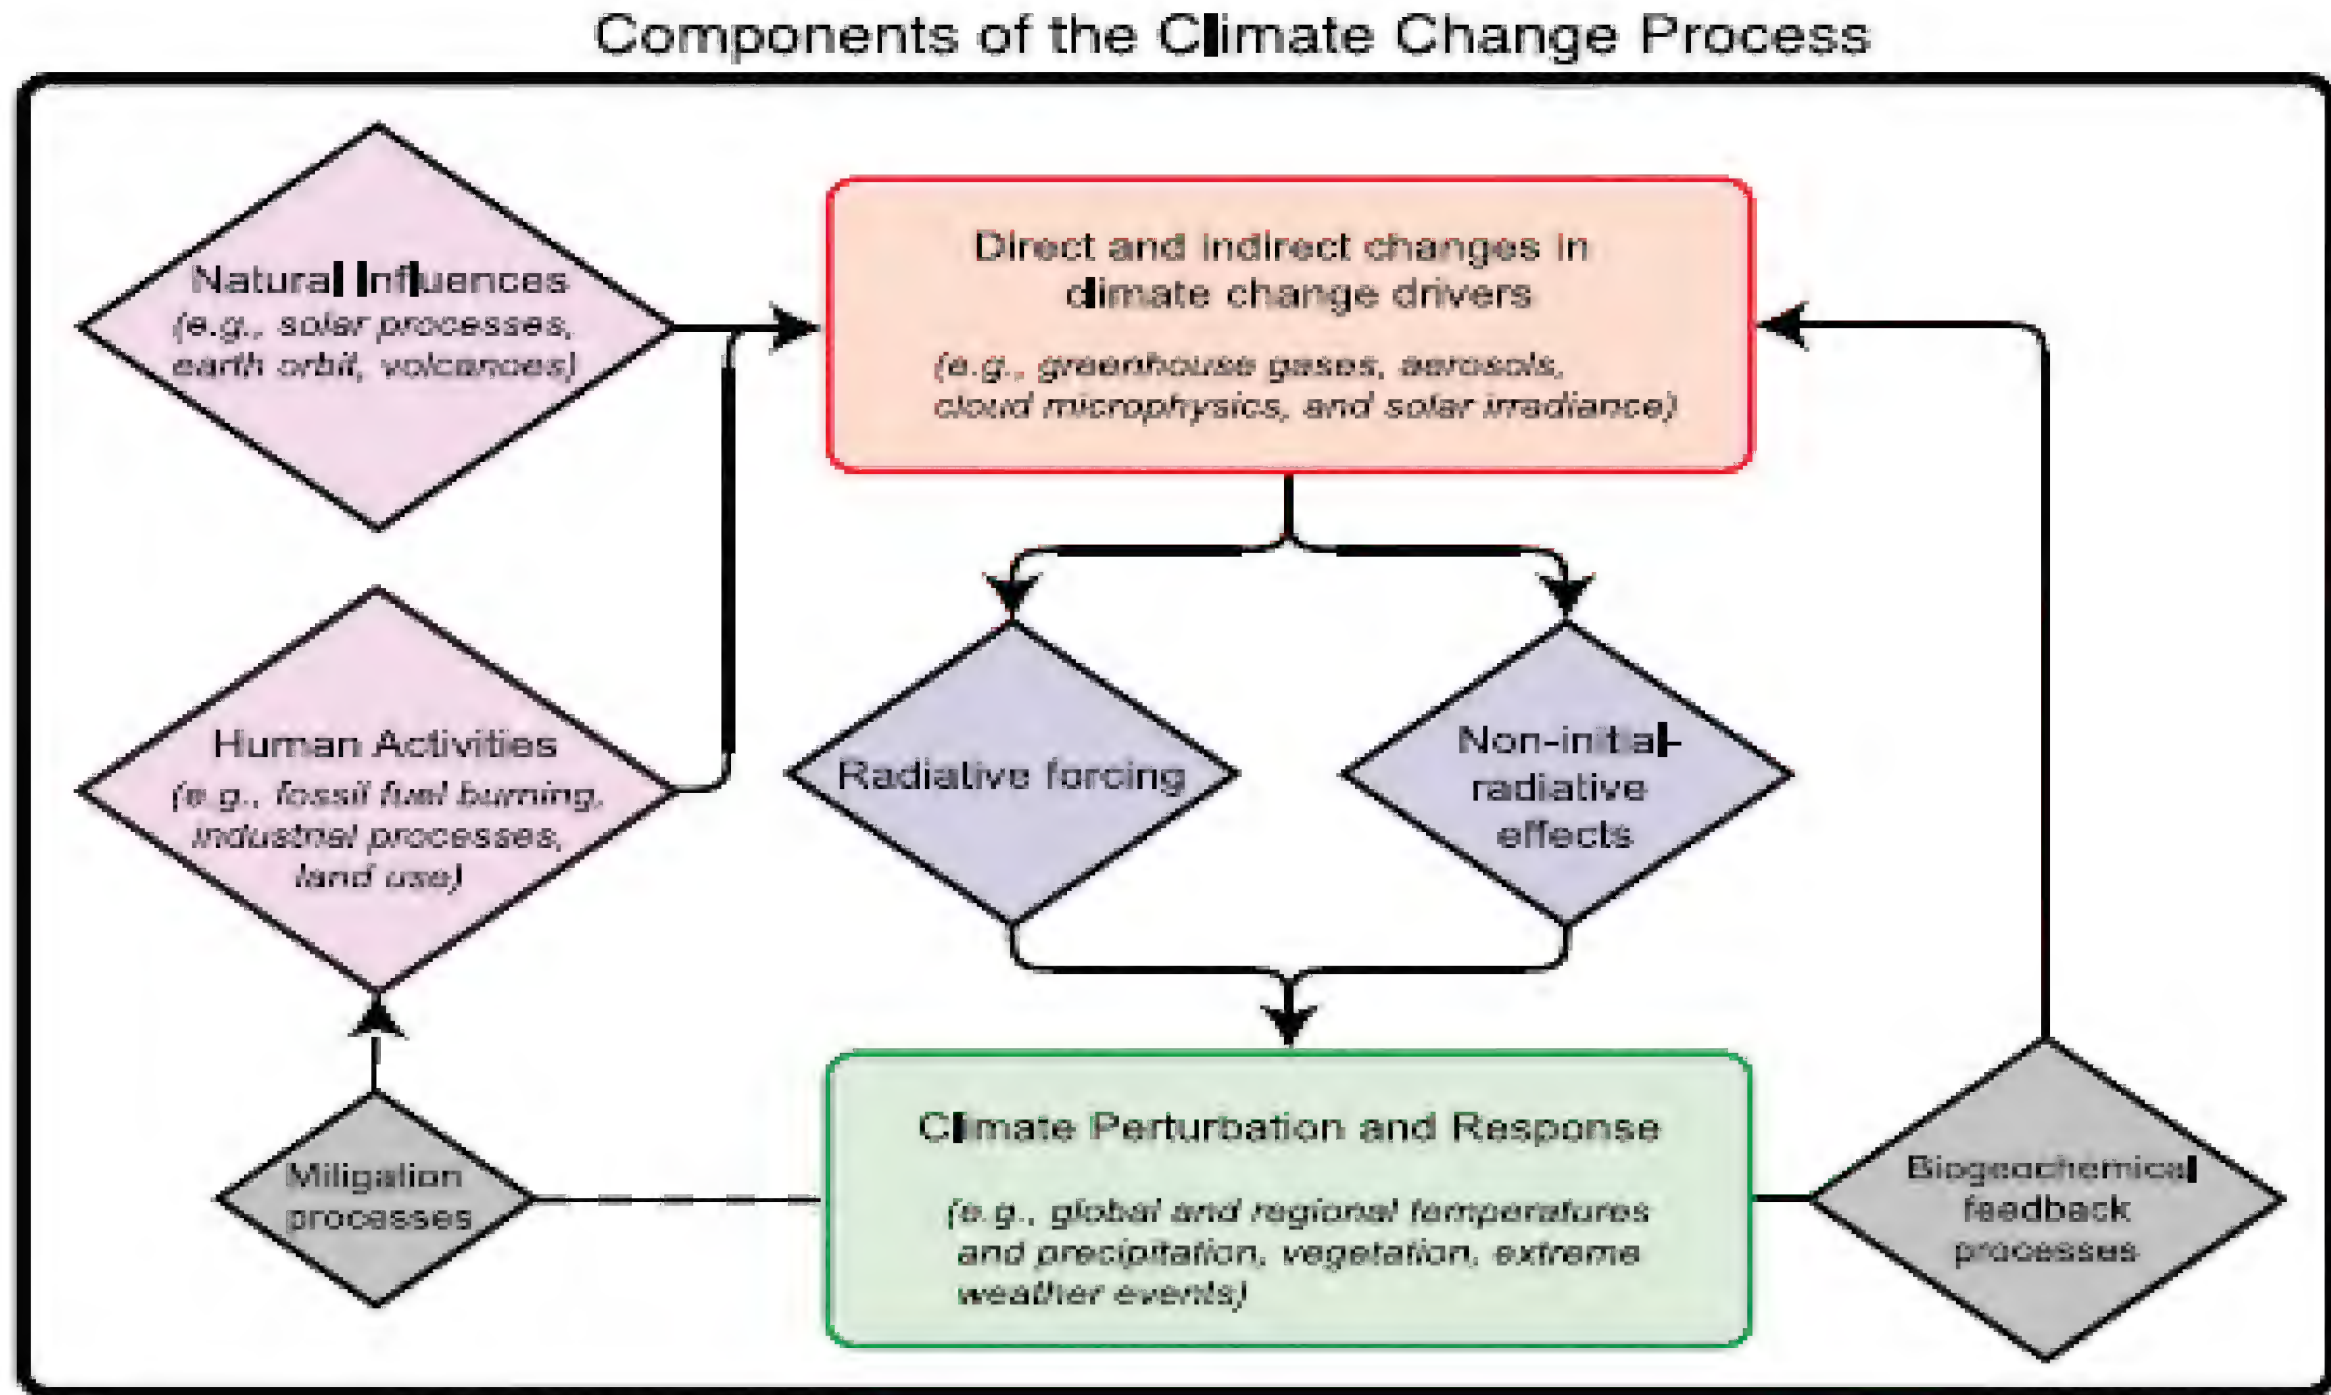 Components of the Climate Change Process
Natural Influences
(e.g., solar processes,
earth orbit, volcanoes)
Direct and indirect changes in
climate change drivers
(e.g., greenhouse gases, aerosols,
cloud microphysics, and solar irradiance)
Human Activities
(e.g., fossil fuel burning,
industrial processes,
land use)
Radiative forcing
Non-initial-
radiative
effects
Mitigation
processes
Climate Perturbation and Response
(e.g., global and regional temperatures
and precipitation, vegetation, extreme
weather events)
Biogeochemical
feedback
processes